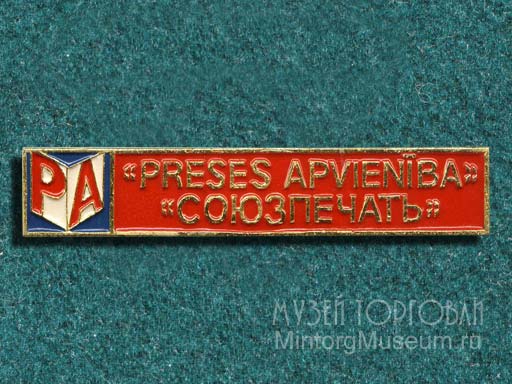 PA
«PRESES APVIENĪBA»
«СОЮЗПЕЧАТЬ»
МУЗЕЙ ТОРГОВЛИ
MintorgMuseum.ru